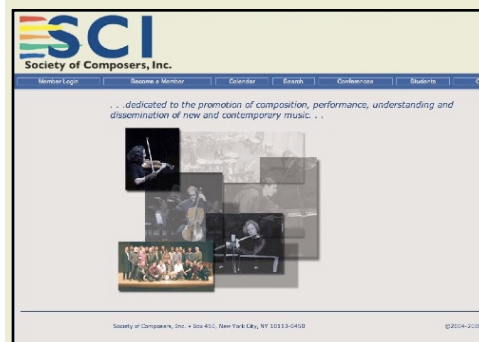 SCI
Society of Composers, Inc.
Member Login Become a Member Calendar Search Conferences Students
. . .dedicated to the promotion of composition, performance, understanding and
dissemination of new and contemporary music. . .
Society of Composers, Inc. • Box 450, New York City, NY 10113-0450